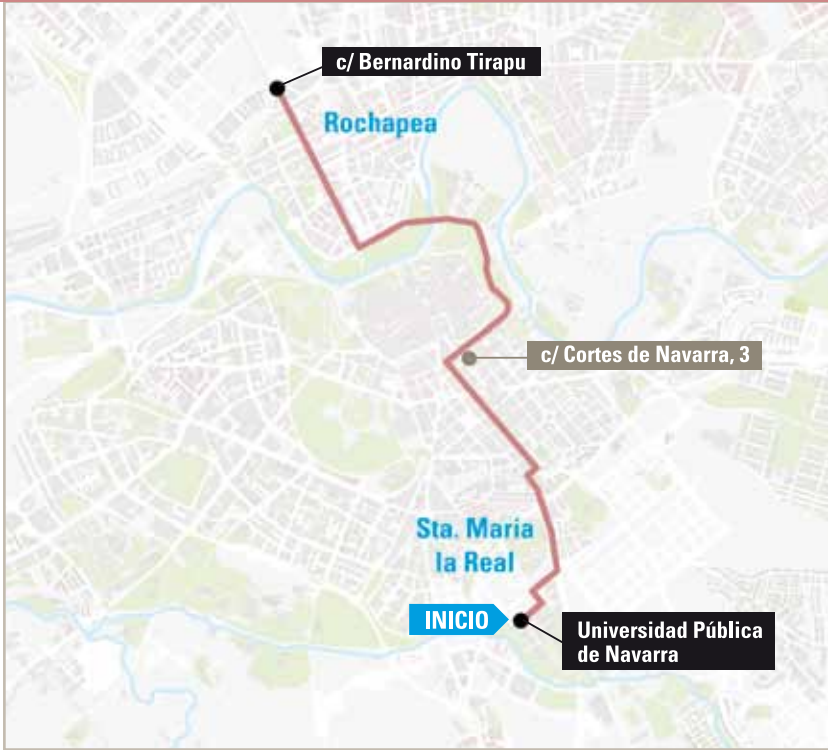 c/ Bernardino Tirapu
Rochapea
c/ Cortes de Navarra, 3
Sta. Maria
la Real
INICIO
Universidad Pública
de Navarra